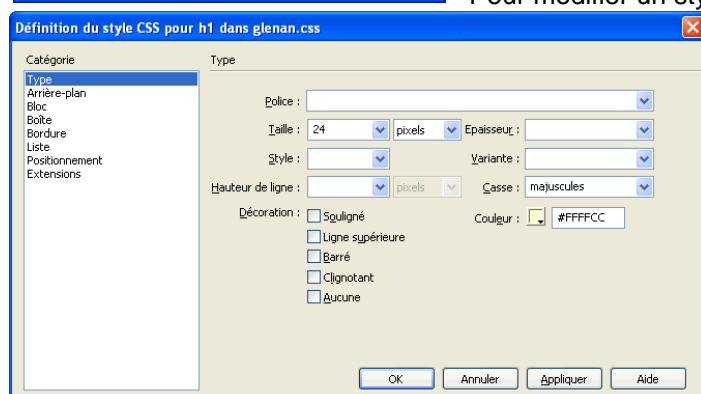 Pour modifier un sty
Définition du style CSS pour h1 dans glenan.css
Catégorie
Type
Type
Arrière-plan
Bloc
Boîte
Bordure
Liste
Positionnement
Extensions
Police :
Taille : 24 pixels Epaisseur :
Style : Variante :
Hauteur de ligne : pixels Casse : majuscules
Décoration : Souligné Couleur : #FFFFCC
Ligne supérieure
Barré
Clignotant
Aucune
OK Annuler Appliquer Aide